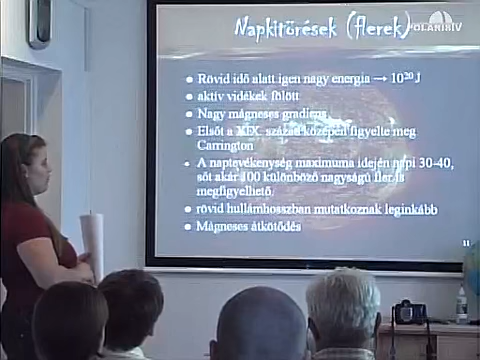 Napkitörések (flerek)
POLARISTV
Rövid idő alatt igen nagy energia → 10²⁰ J
aktív vidékek fölött
Nagy mágneses gradiens
Elsőt a XIX. század közepén figyelte meg
Carrington
A naptevékenység maximuma idején napi 30-40,
sőt akár 100 különböző nagyságú fler is
megfigyelhető.
rövid hullámhosszban mutatkoznak leginkább
Mágneses átkötődés
11